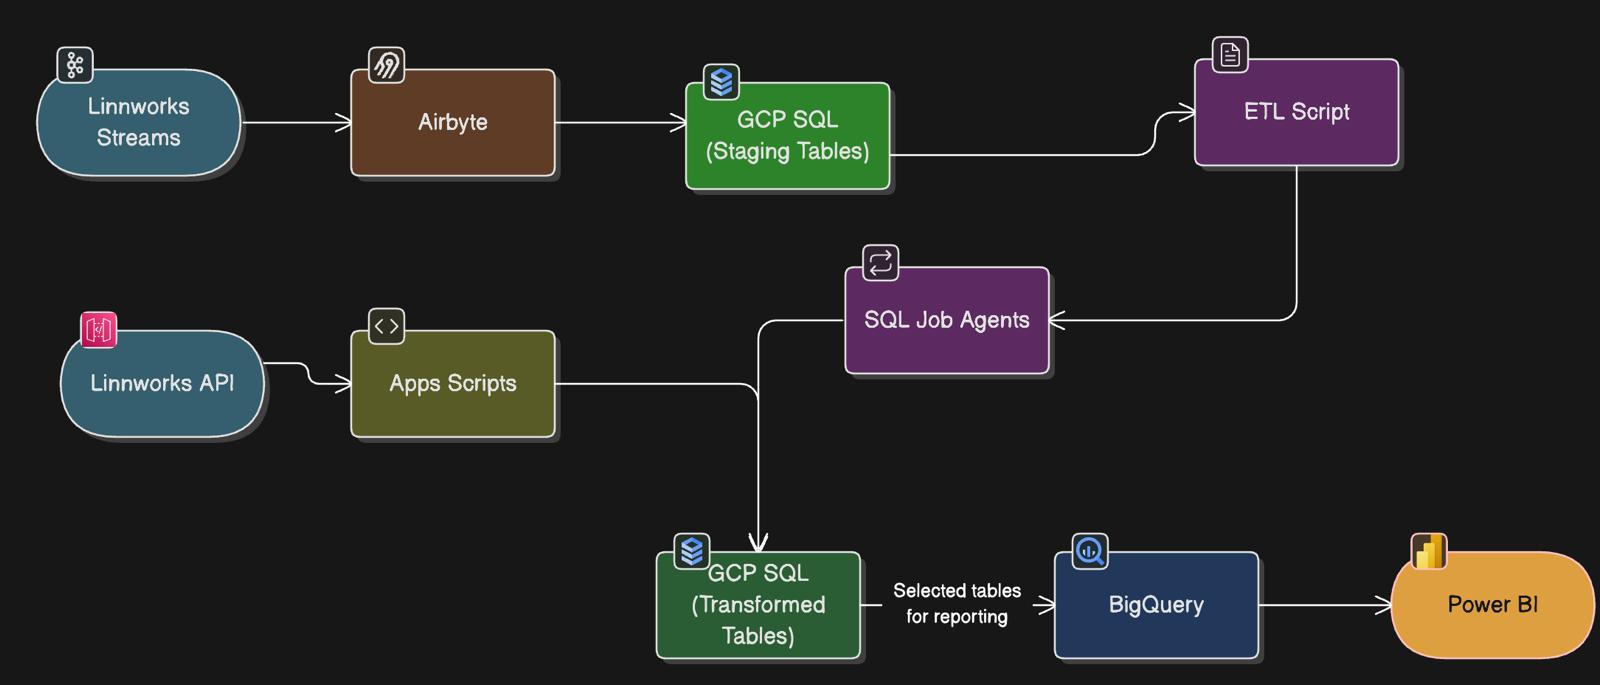 Linnworks
Streams
Airbyte
GCP SQL
(Staging Tables)
ETL Script
SQL Job Agents
Linnworks API
Apps Scripts
GCP SQL
(Transformed
Tables)
Selected tables
for reporting
BigQuery
Power BI